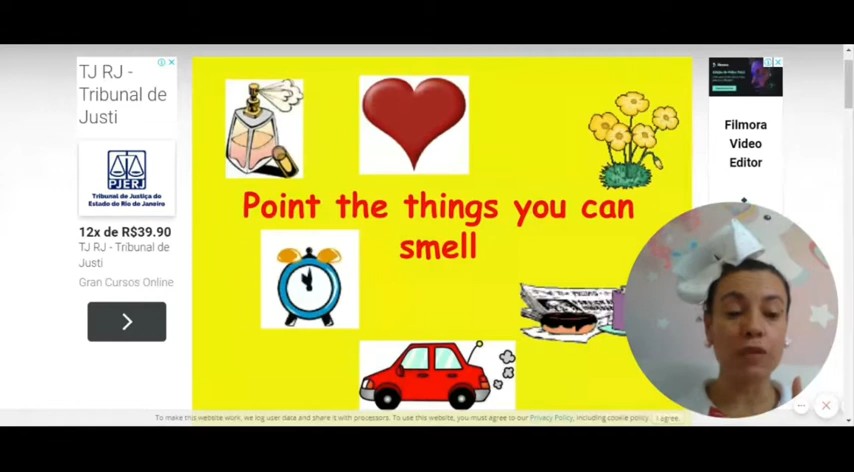 TJ RJ -
Tribunal de
Justi
PJERJ
Tribunal de Justiça do
Estado do Rio de Janeiro
12x de R$39.90
TJ RJ - Tribunal de
Justi
Gran Cursos Online
Point the things you can
smell
Filmora
Video
Editor
To make this website work, we log user data and share it with processors. To use this website, you must agree to our Privacy Policy, including cookie policy.
I agree.